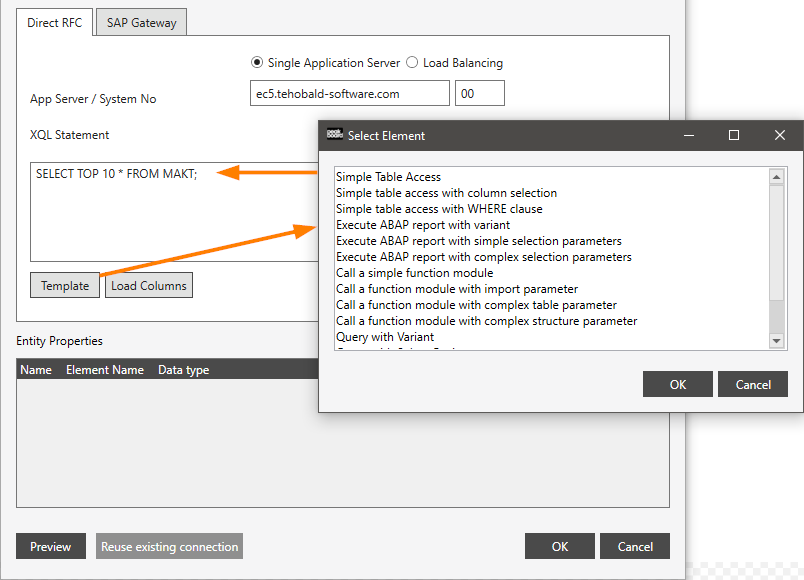 Direct RFC SAP Gateway
Single Application Server Load Balancing
App Server / System No ec5.tehobald-software.com 00
XQL Statement
SELECT TOP 10 * FROM MAKT;
Template Load Columns
Select Element
Simple Table Access
Simple table access with column selection
Simple table access with WHERE clause
Execute ABAP report with variant
Execute ABAP report with simple selection parameters
Execute ABAP report with complex selection parameters
Call a simple function module
Call a function module with import parameter
Call a function module with complex table parameter
Call a function module with complex structure parameter
Query with Variant
OK Cancel
Entity Properties
Name Element Name Data type
Preview Reuse existing connection OK Cancel